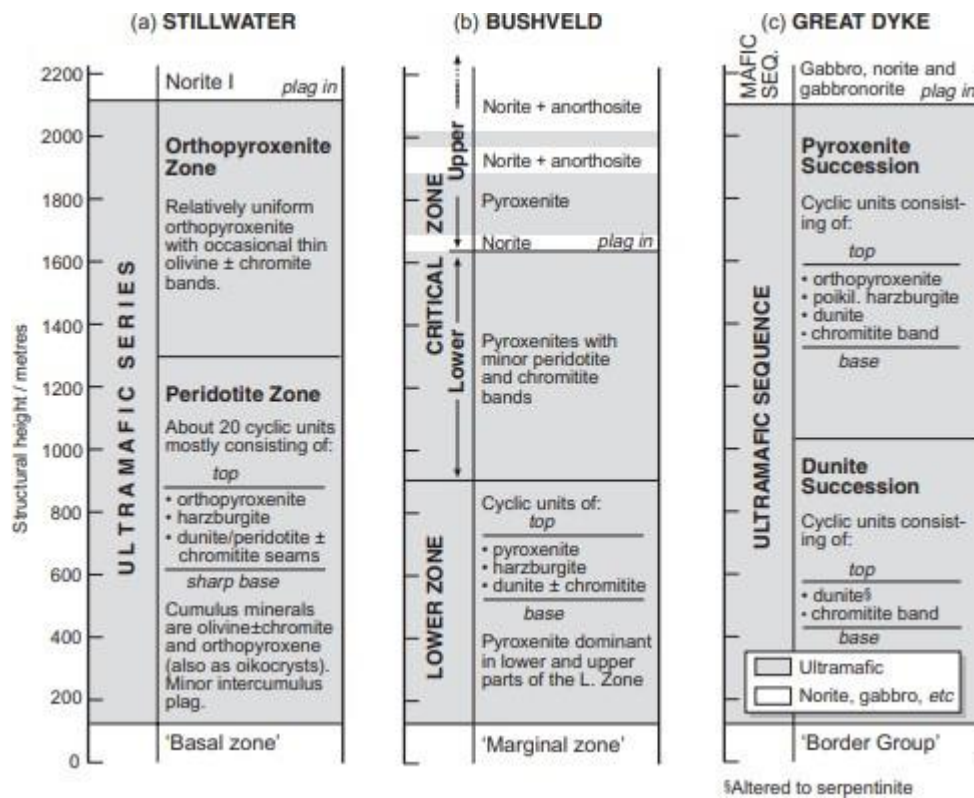 (a) STILLWATER
Structural height / metres
2200
2000
1800
1600
1400
1200
1000
800
600
400
200
0
ULTRAMAFIC SERIES
Norite I plag in
Orthopyroxenite
Zone
Relatively uniform
orthopyroxenite
with occasional thin
olivine ± chromite
bands.
Peridotite Zone
About 20 cyclic units
mostly consisting of:
top
• orthopyroxenite
• harzburgite
• dunite/peridotite ±
chromitite seams
sharp base
Cumulus minerals
are olivine±chromite
and orthopyroxene
(also as oikocrysts).
Minor intercumulus
plag.
'Basal zone'
(b) BUSHVELD
CRITICAL ZONE
Upper
Lower
LOWER ZONE
Norite + anorthosite
Norite + anorthosite
Pyroxenite
Norite plag in
Pyroxenites with
minor peridotite
and chromitite
bands
Cyclic units of:
top
• pyroxenite
• harzburgite
• dunite ± chromitite
base
Pyroxenite dominant
in lower and upper
parts of the L. Zone
'Marginal zone'
(c) GREAT DYKE
MAFIC
SEQ.
ULTRAMAFIC SEQUENCE
Gabbro, norite and
gabbronorite plag in
Pyroxenite
Succession
Cyclic units consist-
ing of:
top
• orthopyroxenite
• poikil. harzburgite
• dunite
• chromitite band
base
Dunite
Succession
Cyclic units consist-
ing of:
top
• dunite§
• chromitite band
base
Ultramafic
Norite, gabbro, etc
'Border Group'
§Altered to serpentinite